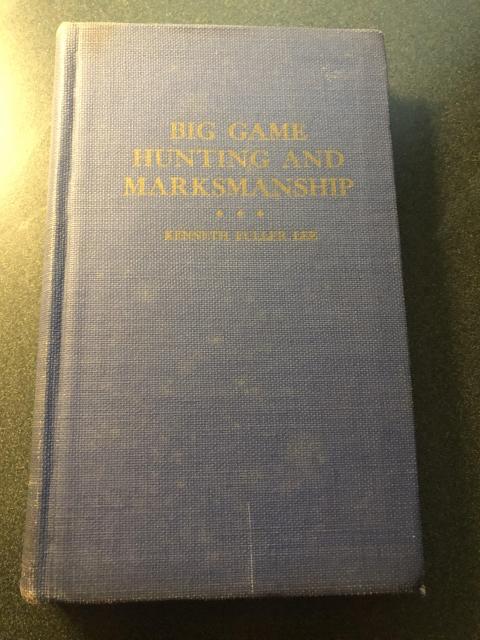 BIG GAME
HUNTING AND
MARKSMANSHIP
KENNETH FULLER LEE